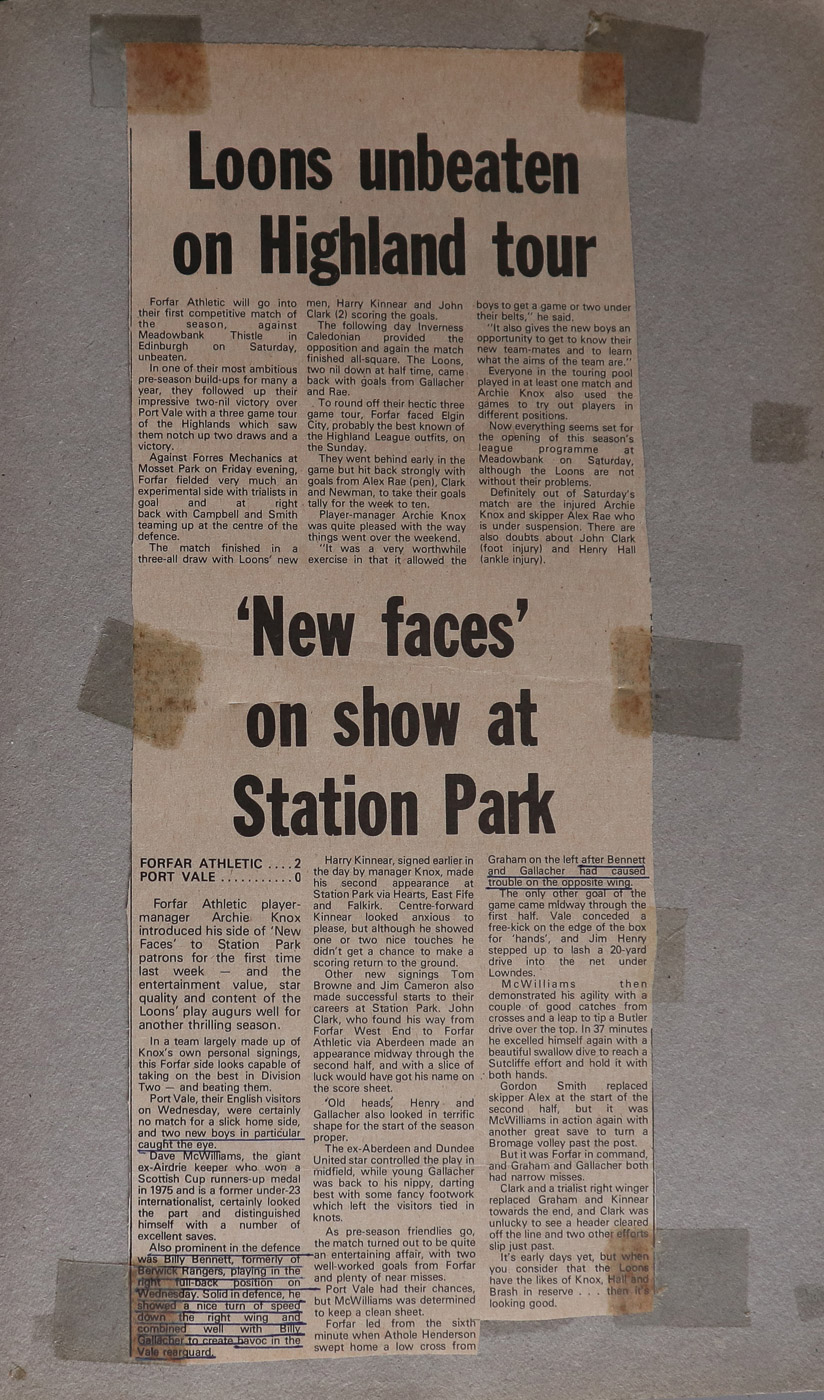 Loons unbeaten
on Highland tour
Forfar Athletic will go into
their first competitive match of
the season, against
Meadowbank Thistle in
Edinburgh on Saturday,
unbeaten.
In one of their most ambitious
pre-season build-ups for many a
year, they followed up their
impressive two-nil victory over
Port Vale with a three game tour
of the Highlands which saw
them notch up two draws and a
victory.
Against Forres Mechanics at
Mosset Park on Friday evening,
Forfar fielded very much an
experimental side with trialists in
goal and at right
back with Campbell and Smith
teaming up at the centre of the
defence.
The match finished in a
three-all draw with Loons' new
men, Harry Kinnear and John
Clark (2) scoring the goals.
The following day Inverness
Caledonian provided the
opposition and again the match
finished all-square. The Loons,
two nil down at half time, came
back with goals from Gallacher
and Rae.
To round off their hectic three
game tour, Forfar faced Elgin
City, probably the best known of
the Highland League outfits, on
the Sunday.
They went behind early in the
game but hit back strongly with
goals from Alex Rae (pen), Clark
and Newman, to take their goals
tally for the week to ten.
Player-manager Archie Knox
was quite pleased with the way
things went over the weekend.
"It was a very worthwhile
exercise in that it allowed the
boys to get a game or two under
their belts," he said.
"It also gives the new boys an
opportunity to get to know their
new team-mates and to learn
what the aims of the team are."
Everyone in the touring pool
played in at least one match and
Archie Knox also used the
games to try out players in
different positions.
Now everything seems set for
the opening of this season's
league programme at
Meadowbank on Saturday,
although the Loons are not
without their problems.
Definitely out of Saturday's
match are the injured Archie
Knox and skipper Alex Rae who
is under suspension. There are
also doubts about John Clark
(foot injury) and Henry Hall
(ankle injury).
'New faces'
on show at
Station Park
FORFAR ATHLETIC ....2
PORT VALE ..........0
Forfar Athletic player-
manager Archie Knox
introduced his side of 'New
Faces' to Station Park
patrons for the first time
last week — and the
entertainment value, star
quality and content of the
Loons' play augurs well for
another thrilling season.
In a team largely made up of
Knox's own personal signings,
this Forfar side looks capable of
taking on the best in Division
Two — and beating them.
Port Vale, their English visitors
on Wednesday, were certainly
no match for a slick home side,
and two new boys in particular
caught the eye.
Dave McWilliams, the giant
ex-Airdrie keeper who won a
Scottish Cup runners-up medal
in 1975 and is a former under-23
internationalist, certainly looked
the part and distinguished
himself with a number of
excellent saves.
Also prominent in the defence
was Billy Bennett, formerly of
Berwick Rangers, playing in the
right full-back position on
Wednesday. Solid in defence, he
showed a nice turn of speed
down the right wing and
combined well with Billy
Gallacher to create havoc in the
Vale rearguard.
Harry Kinnear, signed earlier in
the day by manager Knox, made
his second appearance at
Station Park via Hearts, East Fife
and Falkirk. Centre-forward
Kinnear looked anxious to
please, but although he showed
one or two nice touches he
didn't get a chance to make a
scoring return to the ground.
Other new signings Tom
Browne and Jim Cameron also
made successful starts to their
careers at Station Park. John
Clark, who found his way from
Forfar West End to Forfar
Athletic via Aberdeen made an
appearance midway through the
second half, and with a slice of
luck would have got his name on
the score sheet.
'Old heads', Henry and
Gallacher also looked in terrific
shape for the start of the season
proper.
The ex-Aberdeen and Dundee
United star controlled the play in
midfield, while young Gallacher
was back to his nippy, darting
best with some fancy footwork
which left the visitors tied in
knots.
As pre-season friendlies go,
the match turned out to be quite
an entertaining affair, with two
well-worked goals from Forfar
and plenty of near misses.
Port Vale had their chances,
but McWilliams was determined
to keep a clean sheet.
Forfar led from the sixth
minute when Athole Henderson
swept home a low cross from
Graham on the left after Bennett
and Gallacher had caused
trouble on the opposite wing.
The only other goal of the
game came midway through the
first half. Vale conceded a
free-kick on the edge of the box
for 'hands', and Jim Henry
stepped up to lash a 20-yard
drive into the net under
Lowndes.
McWilliams then
demonstrated his agility with a
couple of good catches from
crosses and a leap to tip a Butler
drive over the top. In 37 minutes
he excelled himself again with a
beautiful swallow dive to reach a
Sutcliffe effort and hold it with
both hands.
Gordon Smith replaced
skipper Alex at the start of the
second half, but it was
McWilliams in action again with
another great save to turn a
Bromage volley past the post.
But it was Forfar in command,
and Graham and Gallacher both
had narrow misses.
Clark and a trialist right winger
replaced Graham and Kinnear
towards the end, and Clark was
unlucky to see a header cleared
off the line and two other efforts
slip just past.
It's early days yet, but when
you consider that the Loons
have the likes of Knox, Hall and
Brash in reserve . . . then it's
looking good.